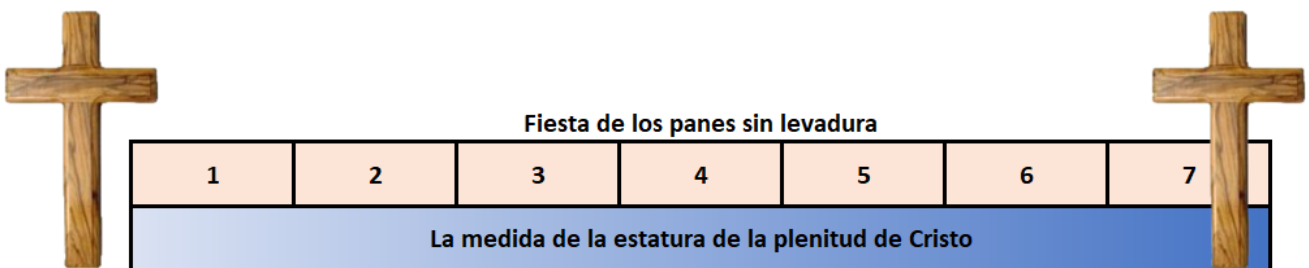 Fiesta de los panes sin levadura
1 2 3 4 5 6 7
La medida de la estatura de la plenitud de Cristo